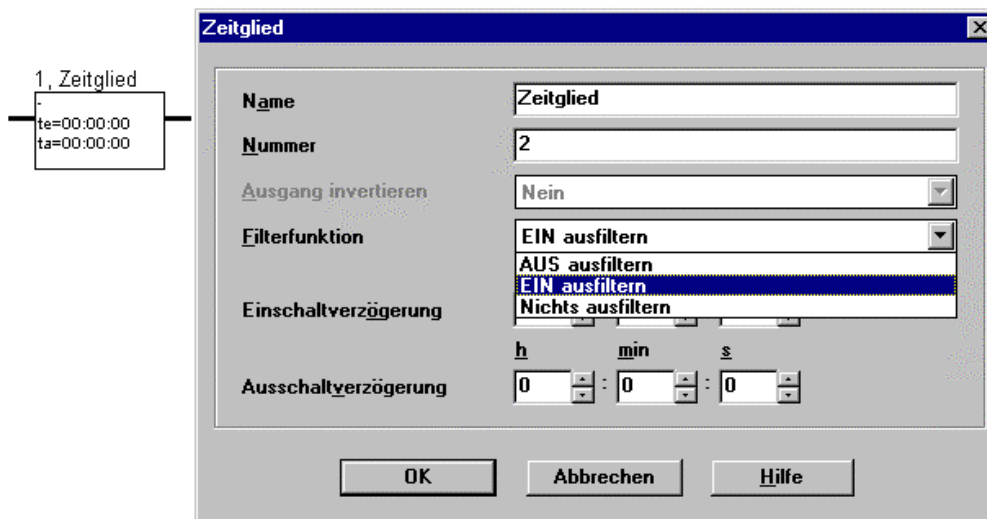 Zeitglied
1, Zeitglied
-
te=00:00:00
ta=00:00:00
Name
Zeitglied
Nummer
2
Ausgang invertieren
Nein
Filterfunktion
EIN ausfiltern
AUS ausfiltern
EIN ausfiltern
Nichts ausfiltern
Einschaltverzögerung
h min s
Ausschaltverzögerung
0 : 0 : 0
OK Abbrechen Hilfe